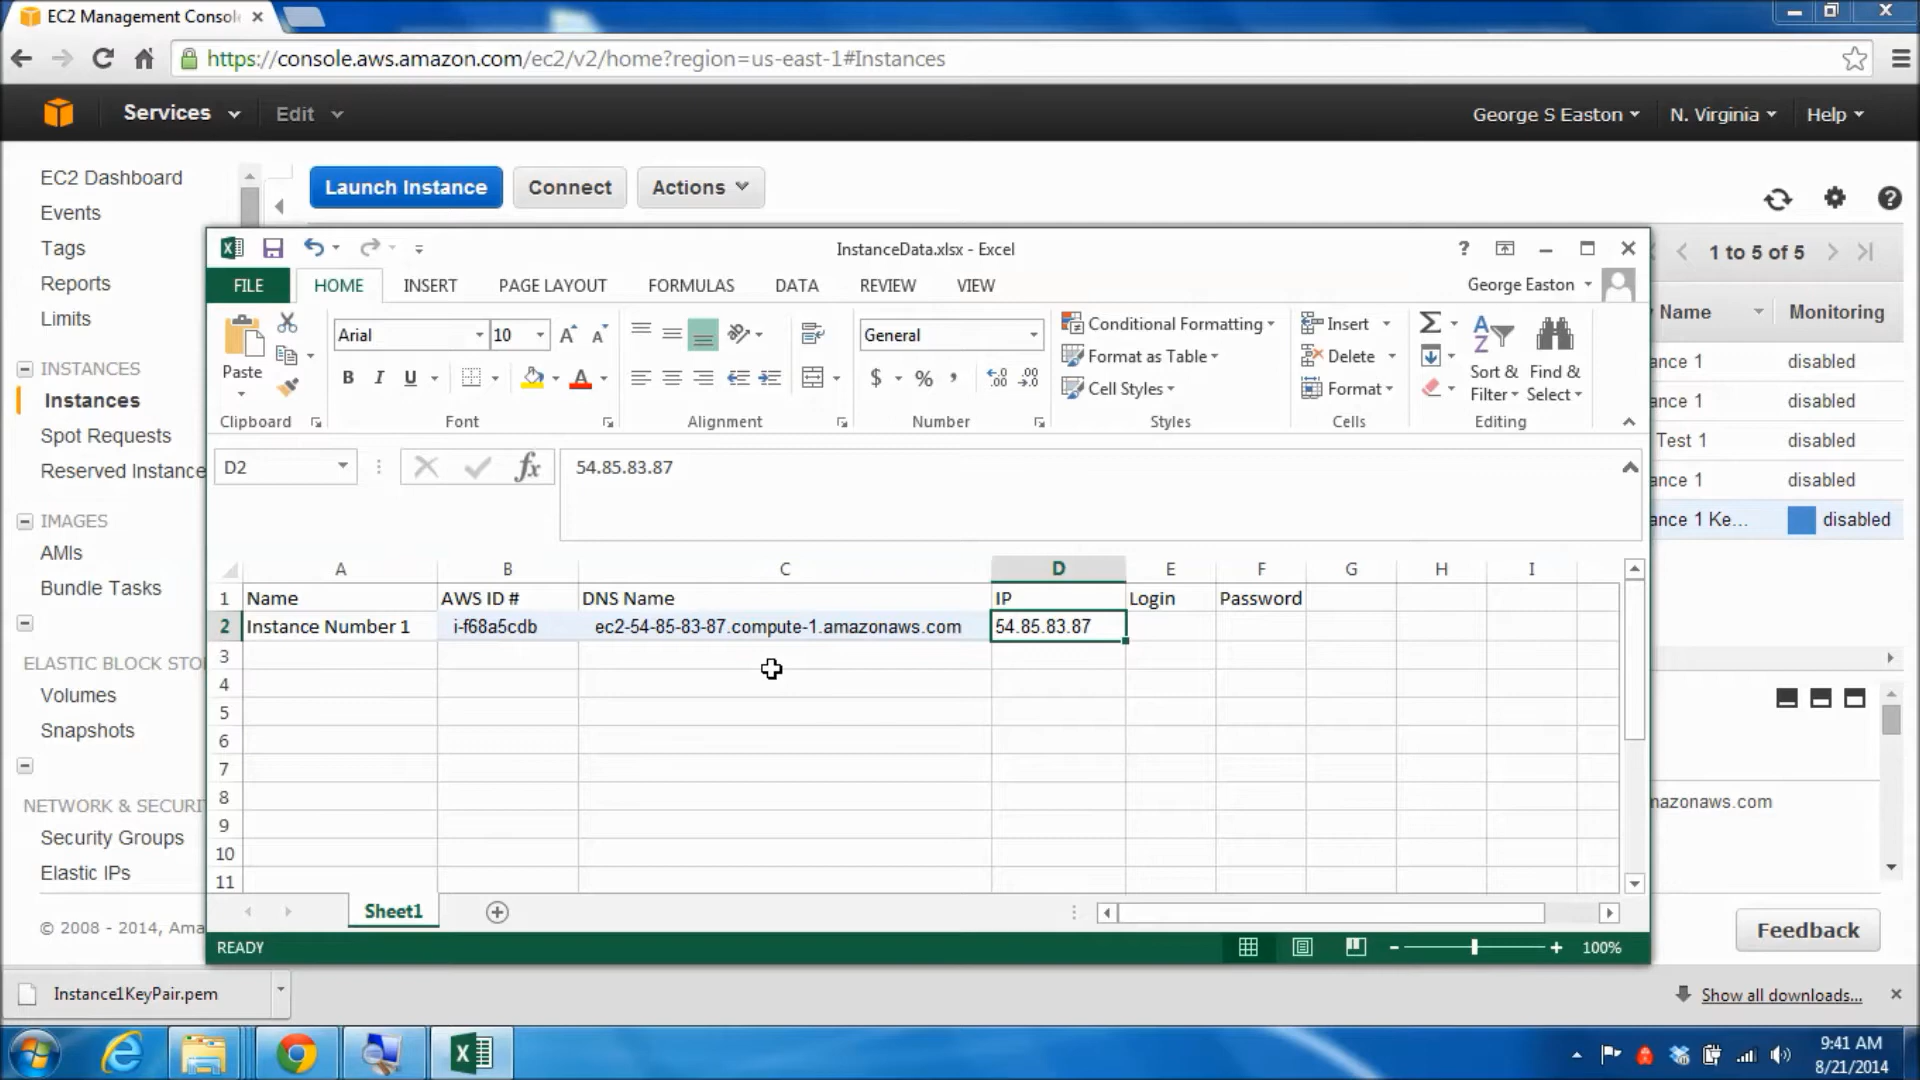 EC2 Management Console
https://console.aws.amazon.com/ec2/v2/home?region=us-east-1#Instances
Services Edit George S Easton N. Virginia Help
EC2 Dashboard
Events
Tags
Reports
Limits
INSTANCES
Instances
Spot Requests
Reserved Instance
IMAGES
AMIs
Bundle Tasks
ELASTIC BLOCK STO
Volumes
Snapshots
NETWORK & SECURI
Security Groups
Elastic IPs
Launch Instance Connect Actions
1 to 5 of 5
Name Monitoring
ance 1 disabled
ance 1 disabled
Test 1 disabled
ance 1 disabled
ance 1 Ke... disabled
nazonaws.com
InstanceData.xlsx - Excel
FILE HOME INSERT PAGE LAYOUT FORMULAS DATA REVIEW VIEW George Easton
Paste
Clipboard
Arial 10
B I U A
Font
Alignment
General
$ % ,
Number
Conditional Formatting
Format as Table
Cell Styles
Styles
Insert
Delete
Format
Cells
Sort & Filter
Find & Select
Editing
D2 fx 54.85.83.87
A B C D E F G H I
1 Name AWS ID # DNS Name IP Login Password
2 Instance Number 1 i-f68a5cdb ec2-54-85-83-87.compute-1.amazonaws.com 54.85.83.87
3
4
5
6
7
8
9
10
11
Sheet1
READY 100%
© 2008 - 2014, Ama
Feedback
Instance1KeyPair.pem Show all downloads...
9:41 AM
8/21/2014